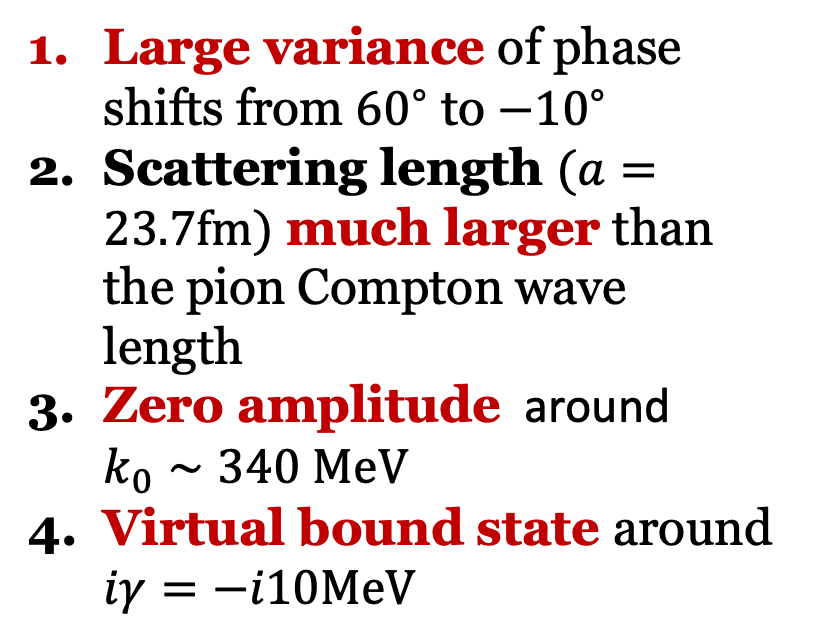 1. Large variance of phase
shifts from 60° to −10°
2. Scattering length (a =
23.7fm) much larger than
the pion Compton wave
length
3. Zero amplitude around
k₀ ~ 340 MeV
4. Virtual bound state around
iγ = −i10MeV